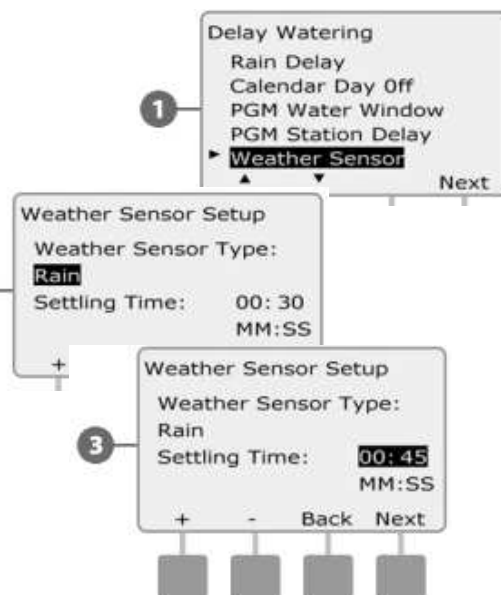 Delay Watering
Rain Delay
Calendar Day Off
PGM Water Window
PGM Station Delay
Weather Sensor
Next
1
Weather Sensor Setup
Weather Sensor Type:
Rain
Settling Time: 00:30
MM:SS
+
Weather Sensor Setup
Weather Sensor Type:
Rain
Settling Time: 00:45
MM:SS
+ - Back Next
3